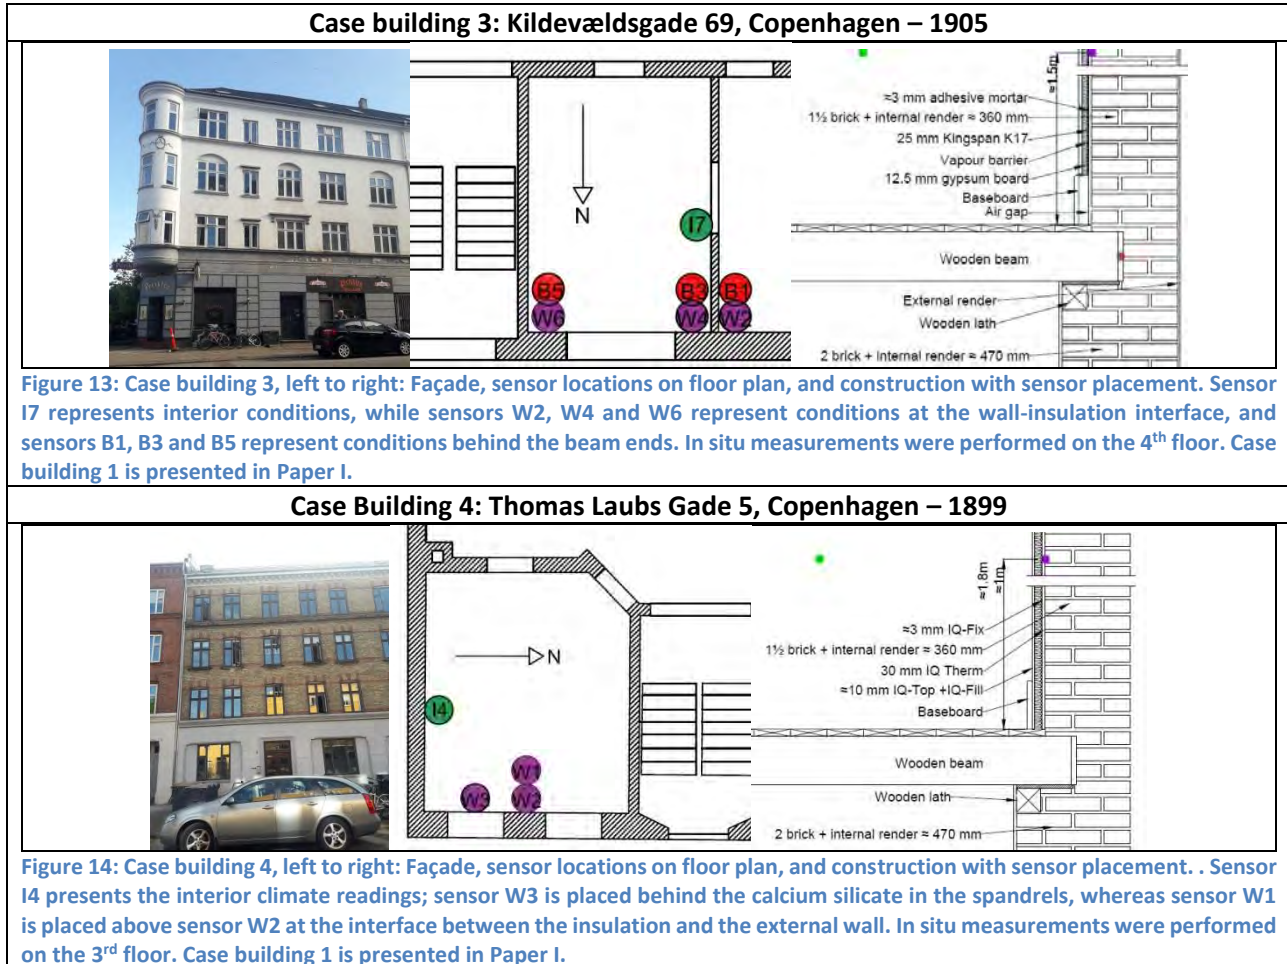 Case building 3: Kildevældsgade 69, Copenhagen – 1905
N
I7
B5
B3
B1
W6
W4
W2
≈1.5m
≈3 mm adhesive mortar
1½ brick + internal render ≈ 360 mm
25 mm Kingspan K17
Vapour barrier
12.5 mm gypsum board
Baseboard
Air gap
Wooden beam
External render
Wooden lath
2 brick + internal render ≈ 470 mm
Figure 13: Case building 3, left to right: Façade, sensor locations on floor plan, and construction with sensor placement. Sensor
I7 represents interior conditions, while sensors W2, W4 and W6 represent conditions at the wall-insulation interface, and
sensors B1, B3 and B5 represent conditions behind the beam ends. In situ measurements were performed on the 4th floor. Case
building 1 is presented in Paper I.
Case Building 4: Thomas Laubs Gade 5, Copenhagen – 1899
N
I4
W1
W3
W2
≈1.8m
≈1m
≈3 mm IQ-Fix
1½ brick + internal render ≈ 360 mm
30 mm IQ Therm
≈10 mm IQ-Top +IQ-Fill
Baseboard
Wooden beam
Wooden lath
2 brick + internal render ≈ 470 mm
Figure 14: Case building 4, left to right: Façade, sensor locations on floor plan, and construction with sensor placement. . Sensor
I4 presents the interior climate readings; sensor W3 is placed behind the calcium silicate in the spandrels, whereas sensor W1
is placed above sensor W2 at the interface between the insulation and the external wall. In situ measurements were performed
on the 3rd floor. Case building 1 is presented in Paper I.